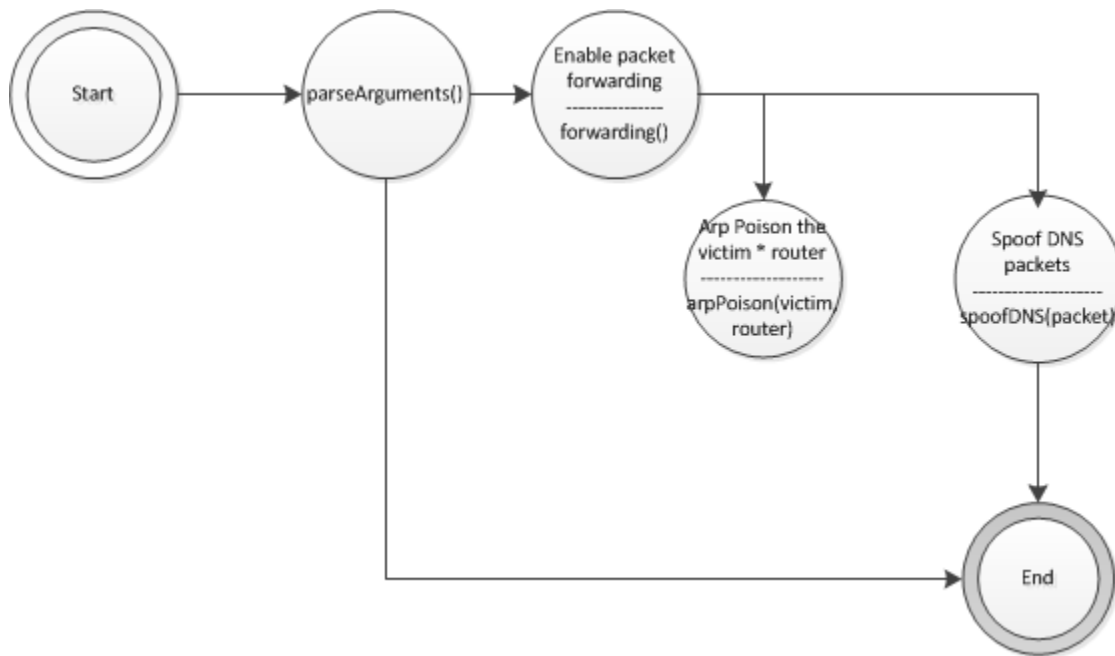 Start
parseArguments()
Enable packet
forwarding
----------------
forwarding()
Arp Poison the
victim * router
--------------------
arpPoison(victim,
router)
Spoof DNS
packets
---------------------
spoofDNS(packet)
End